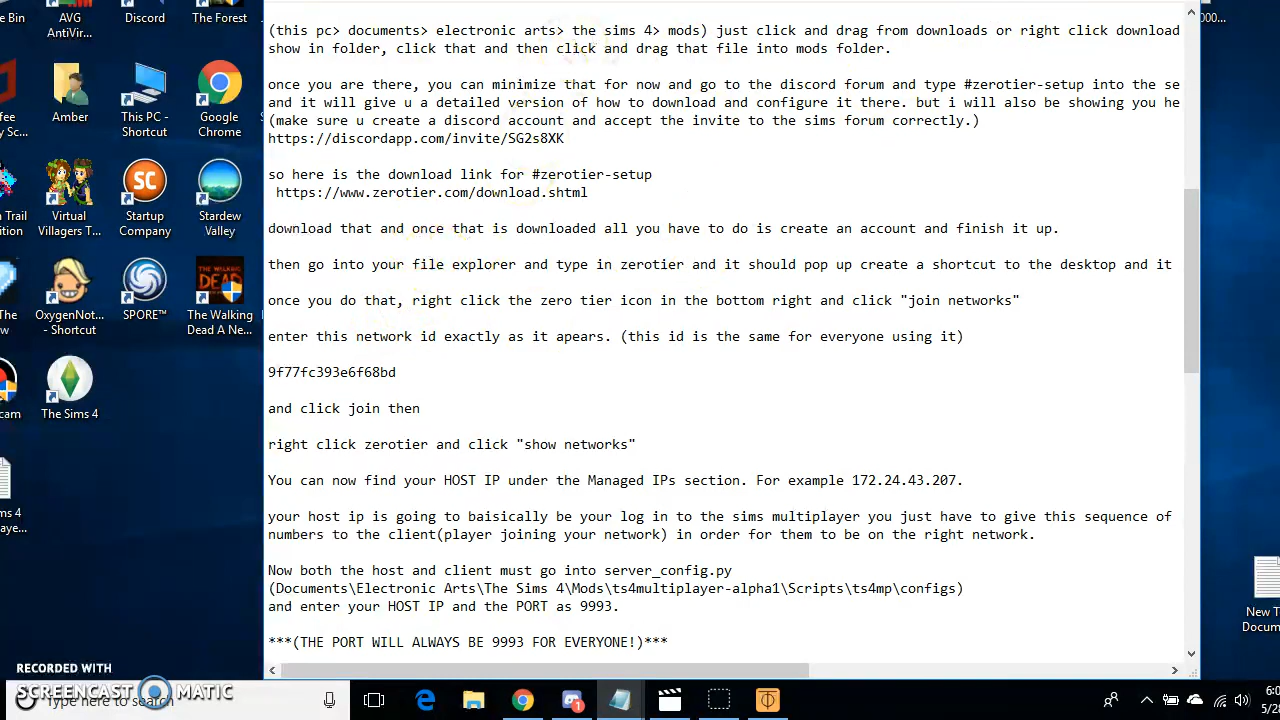 e Bin
AVG
AntiVir...
Discord
The Forest
fee
ry Sc...
Amber
This PC -
Shortcut
Google
Chrome
n Trail
ition
Virtual
Villagers T...
Startup
Company
Stardew
Valley
The
w
OxygenNot...
- Shortcut
SPORE™
The Walking
Dead A Ne...
cam
The Sims 4
ms 4
aye...
(this pc> documents> electronic arts> the sims 4> mods) just click and drag from downloads or right click download
show in folder, click that and then click and drag that file into mods folder.
once you are there, you can minimize that for now and go to the discord forum and type #zerotier-setup into the se
and it will give u a detailed version of how to download and configure it there. but i will also be showing you he
(make sure u create a discord account and accept the invite to the sims forum correctly.)
https://discordapp.com/invite/SG2s8XK
so here is the download link for #zerotier-setup
https://www.zerotier.com/download.shtml
download that and once that is downloaded all you have to do is create an account and finish it up.
then go into your file explorer and type in zerotier and it should pop up create a shortcut to the desktop and it
once you do that, right click the zero tier icon in the bottom right and click "join networks"
enter this network id exactly as it apears. (this id is the same for everyone using it)
9f77fc393e6f68bd
and click join then
right click zerotier and click "show networks"
You can now find your HOST IP under the Managed IPs section. For example 172.24.43.207.
your host ip is going to baisically be your log in to the sims multiplayer you just have to give this sequence of
numbers to the client(player joining your network) in order for them to be on the right network.
Now both the host and client must go into server_config.py
(Documents\Electronic Arts\The Sims 4\Mods\ts4multiplayer-alpha1\Scripts\ts4mp\configs)
and enter your HOST IP and the PORT as 9993.
***(THE PORT WILL ALWAYS BE 9993 FOR EVERYONE!)***
000...
New T
Docum
RECORDED WITH
SCREENCAST MATIC
Type here to search
6:0
5/28